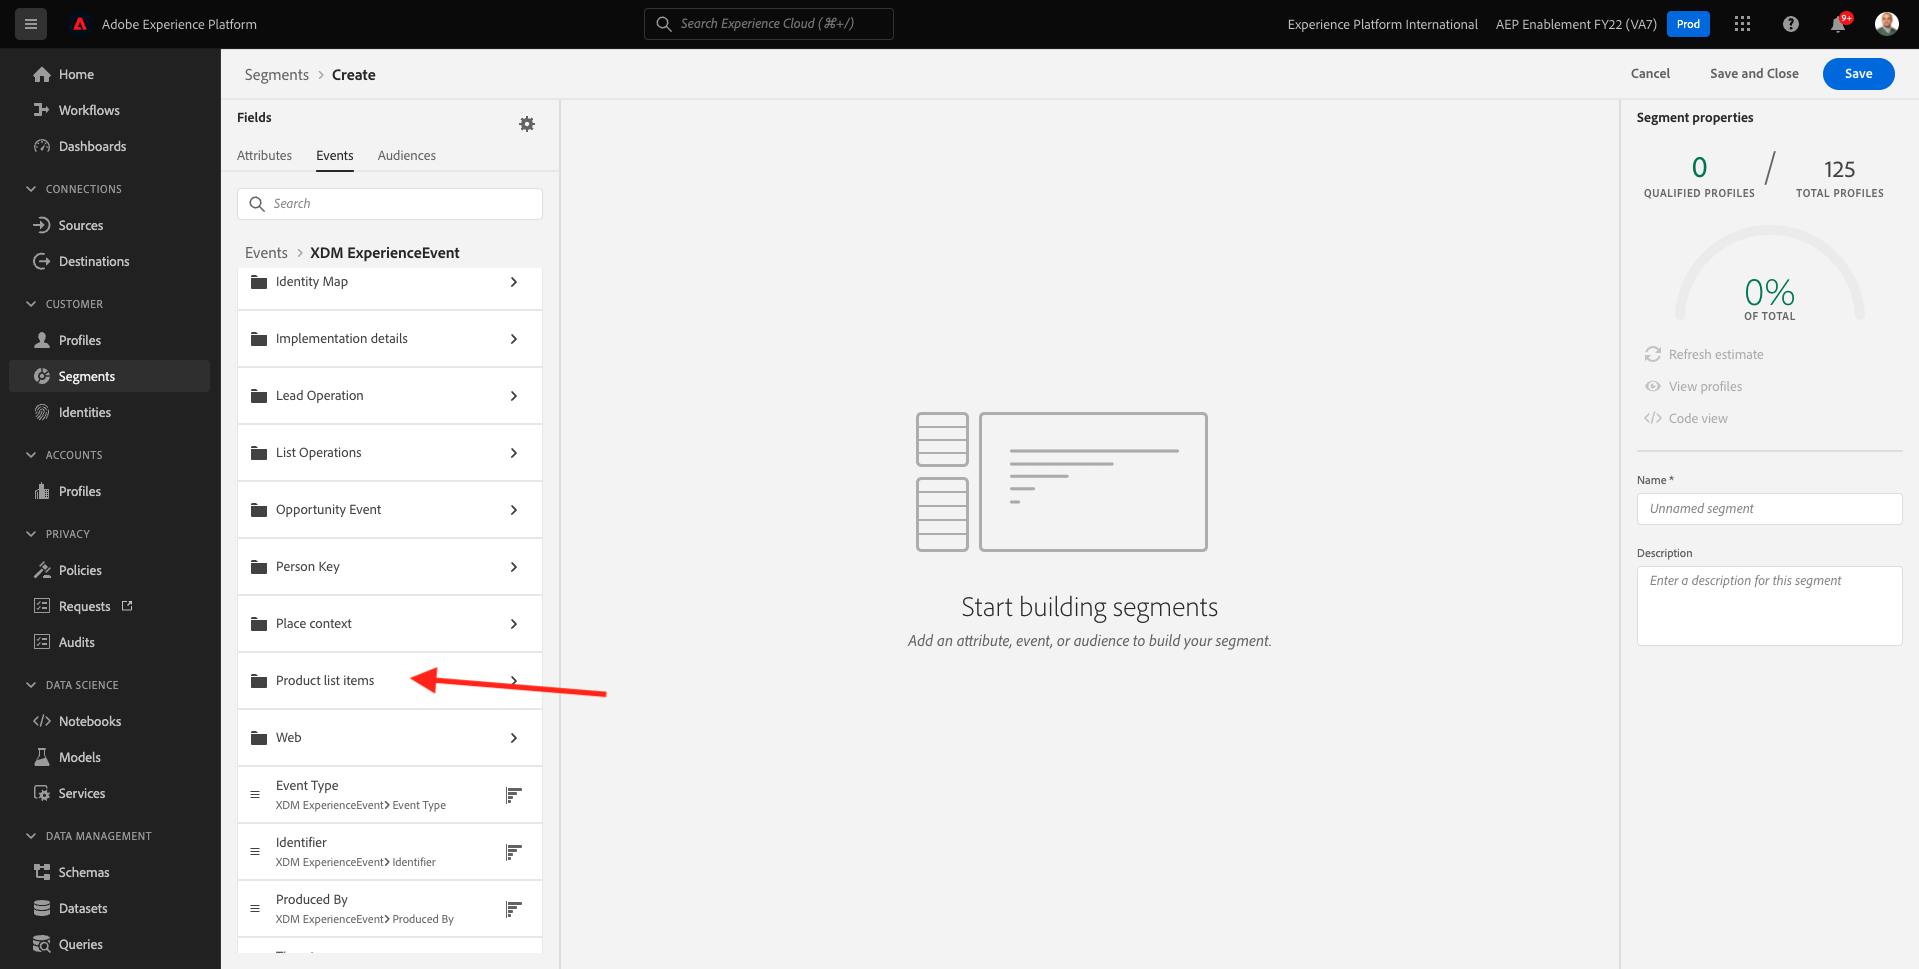 Adobe Experience Platform
Search Experience Cloud (⌘+/)
Experience Platform International
AEP Enablement FY22 (VA7)
Prod
9+
Home
Workflows
Dashboards
CONNECTIONS
Sources
Destinations
CUSTOMER
Profiles
Segments
Identities
ACCOUNTS
Profiles
PRIVACY
Policies
Requests
Audits
DATA SCIENCE
Notebooks
Models
Services
DATA MANAGEMENT
Schemas
Datasets
Queries
Segments > Create
Cancel
Save and Close
Save
Fields
Attributes
Events
Audiences
Search
Events > XDM ExperienceEvent
Identity Map
Implementation details
Lead Operation
List Operations
Opportunity Event
Person Key
Place context
Product list items
Web
Event Type
XDM ExperienceEvent> Event Type
Identifier
XDM ExperienceEvent> Identifier
Produced By
XDM ExperienceEvent> Produced By
Start building segments
Add an attribute, event, or audience to build your segment.
Segment properties
0 / 125
QUALIFIED PROFILES
TOTAL PROFILES
0%
OF TOTAL
Refresh estimate
View profiles
Code view
Name *
Unnamed segment
Description
Enter a description for this segment